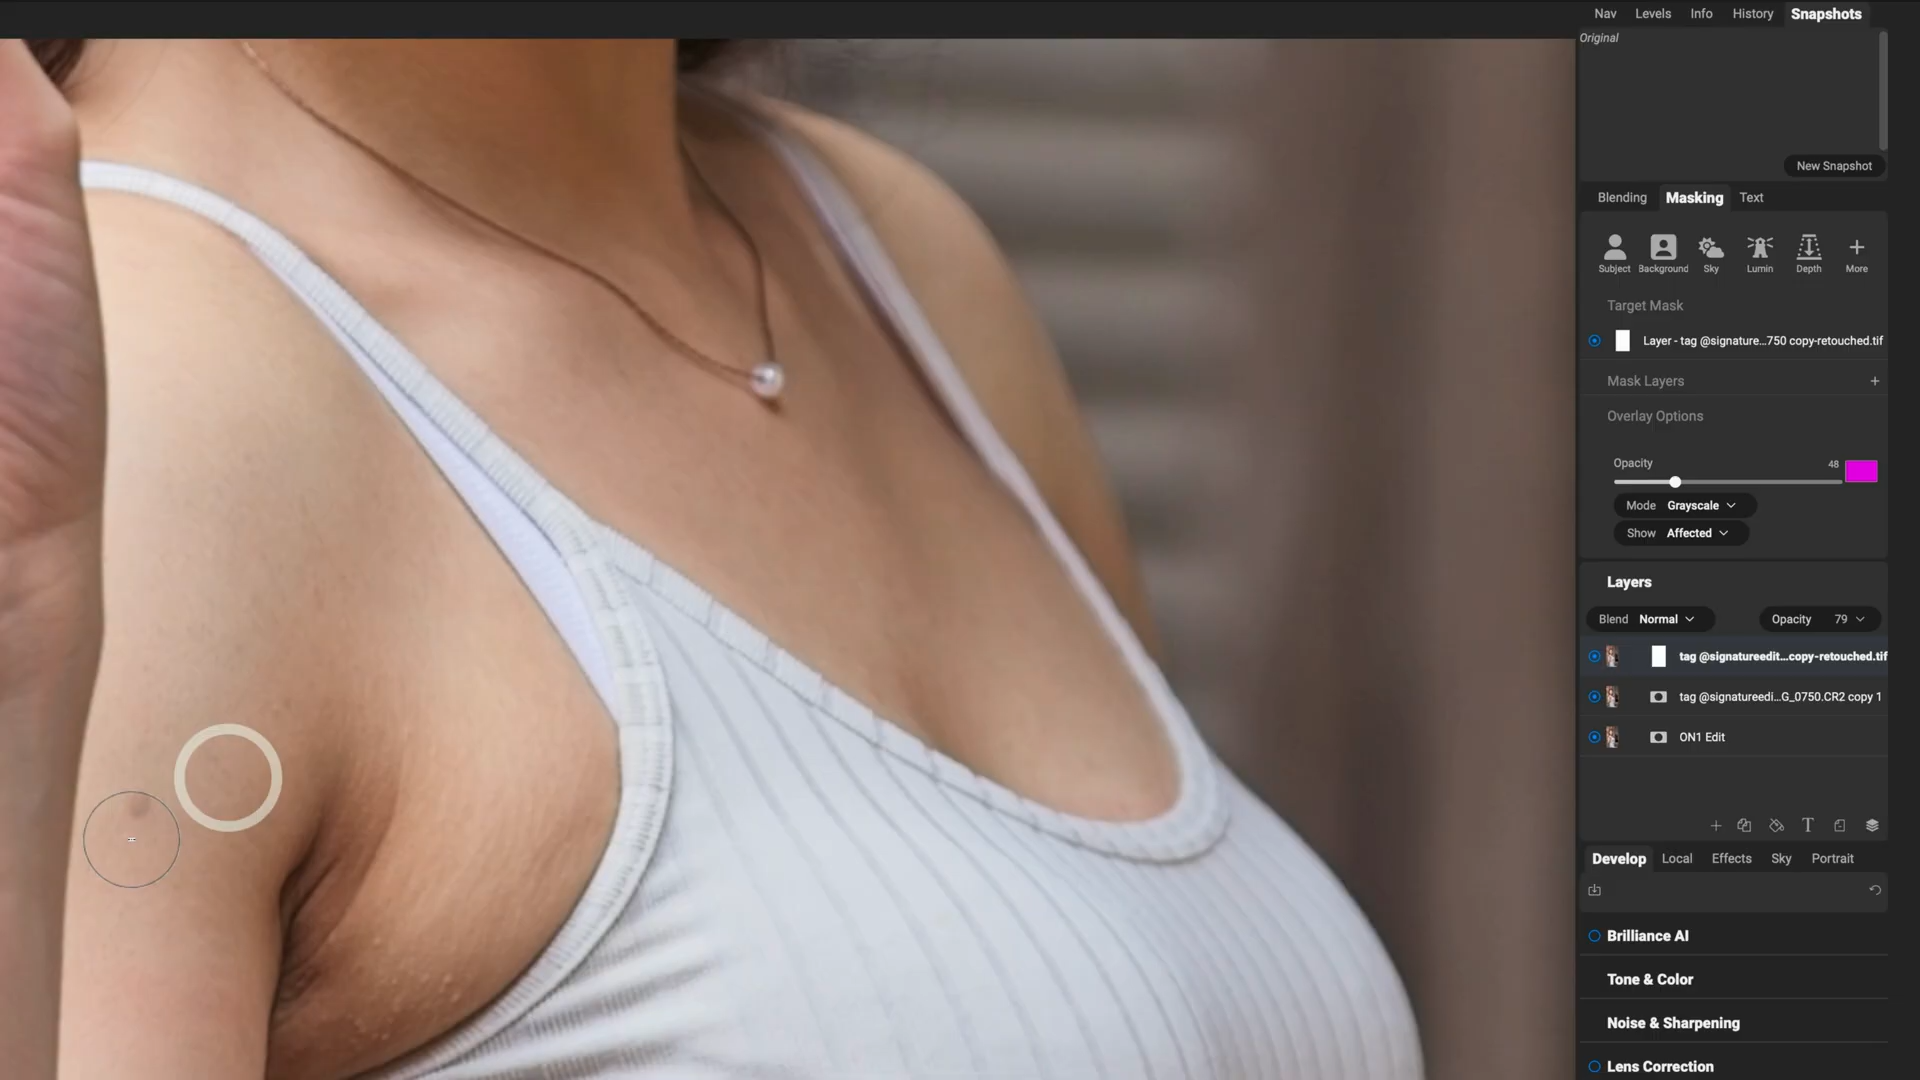 Nav Levels Info History Snapshots
Original
New Snapshot
Blending Masking Text
Subject Background Sky Lumin Depth More
Target Mask
Layer - tag @signature...750 copy-retouched.tif
Mask Layers +
Overlay Options
Opacity 48
Mode Grayscale
Show Affected
Layers
Blend Normal Opacity 79
tag @signatureedit...copy-retouched.tif
tag @signatureedi...G_0750.CR2 copy 1
ON1 Edit
Develop Local Effects Sky Portrait
Brilliance AI
Tone & Color
Noise & Sharpening
Lens Correction